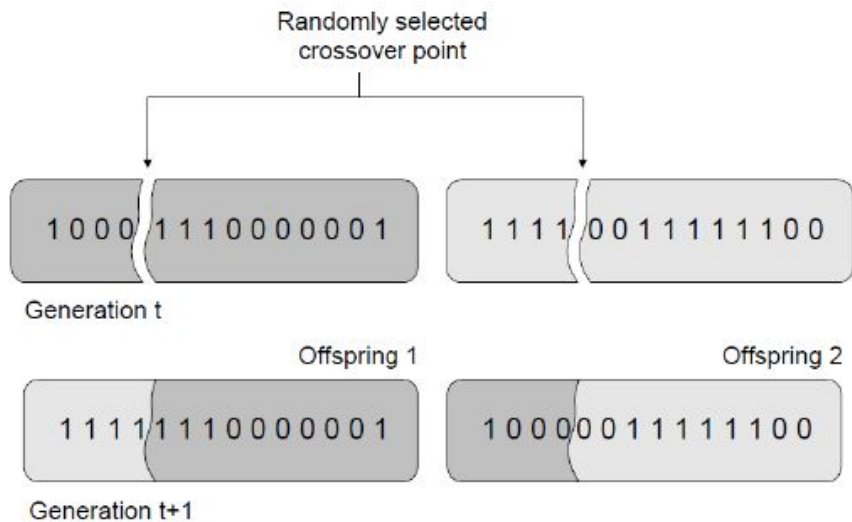 Randomly selected
crossover point
1 0 0 0 1 1 1 0 0 0 0 0 0 1
1 1 1 1 0 0 1 1 1 1 1 1 0 0
Generation t
Offspring 1
Offspring 2
1 1 1 1 1 1 1 0 0 0 0 0 0 1
1 0 0 0 0 0 1 1 1 1 1 1 0 0
Generation t+1